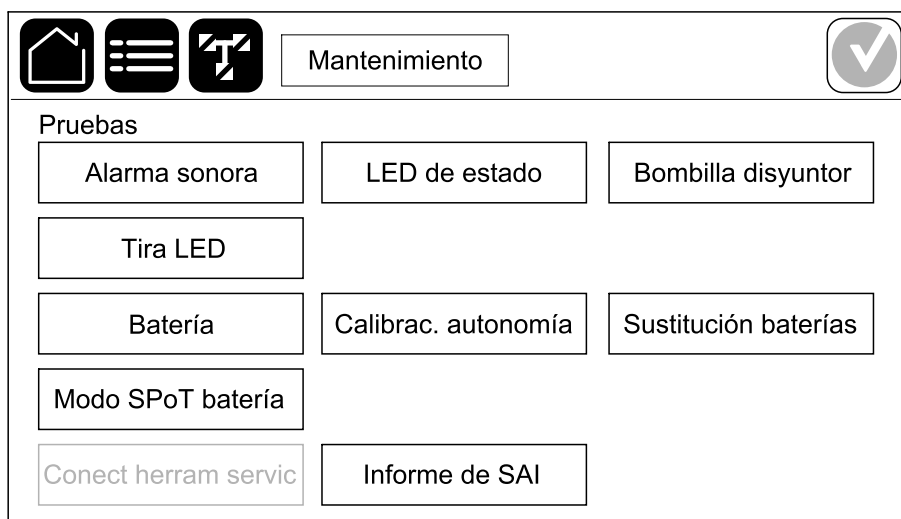 Mantenimiento
Pruebas
Alarma sonora LED de estado Bombilla disyuntor
Tira LED
Batería Calibrac. autonomía Sustitución baterías
Modo SPoT batería
Conect herram servic Informe de SAI